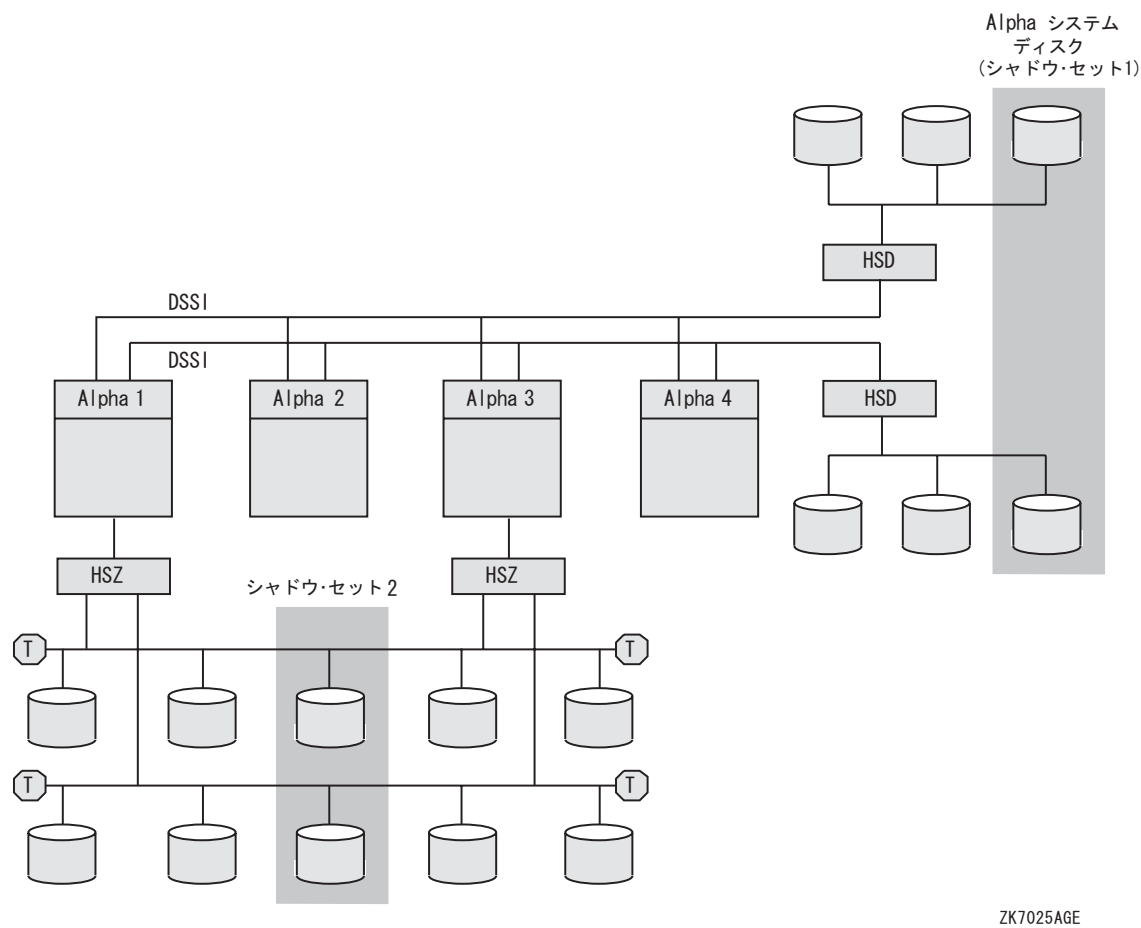 Alpha システム
ディスク
(シャドウ・セット1)
HSD
DSSI
DSSI
Alpha 1
Alpha 2
Alpha 3
Alpha 4
HSD
HSZ
シャドウ・セット 2
HSZ
T
T
T
T
ZK7025AGE